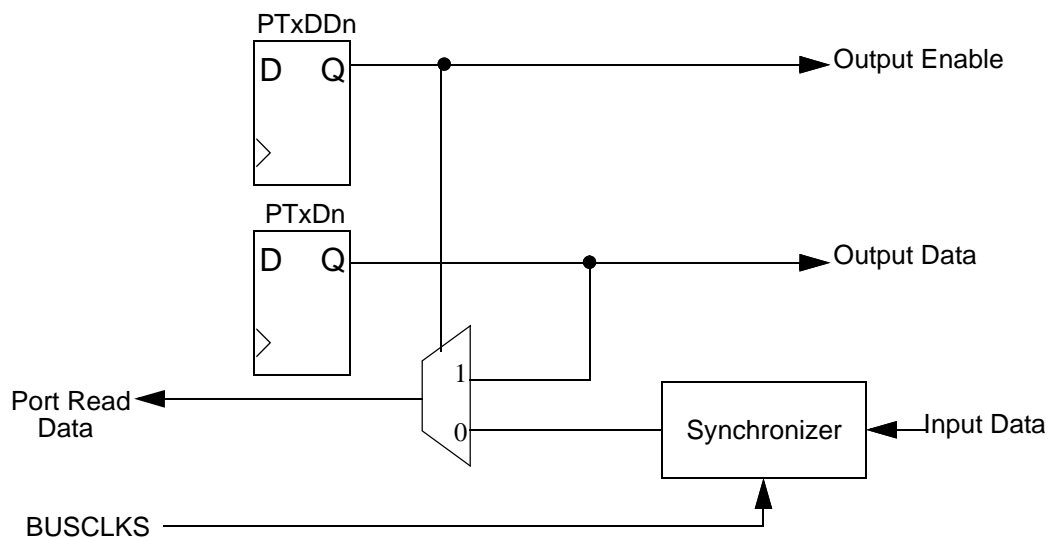 PTxDDn
D Q
Output Enable
PTxDn
D Q
Output Data
1
Port Read
Data
0
Synchronizer
Input Data
BUSCLKS